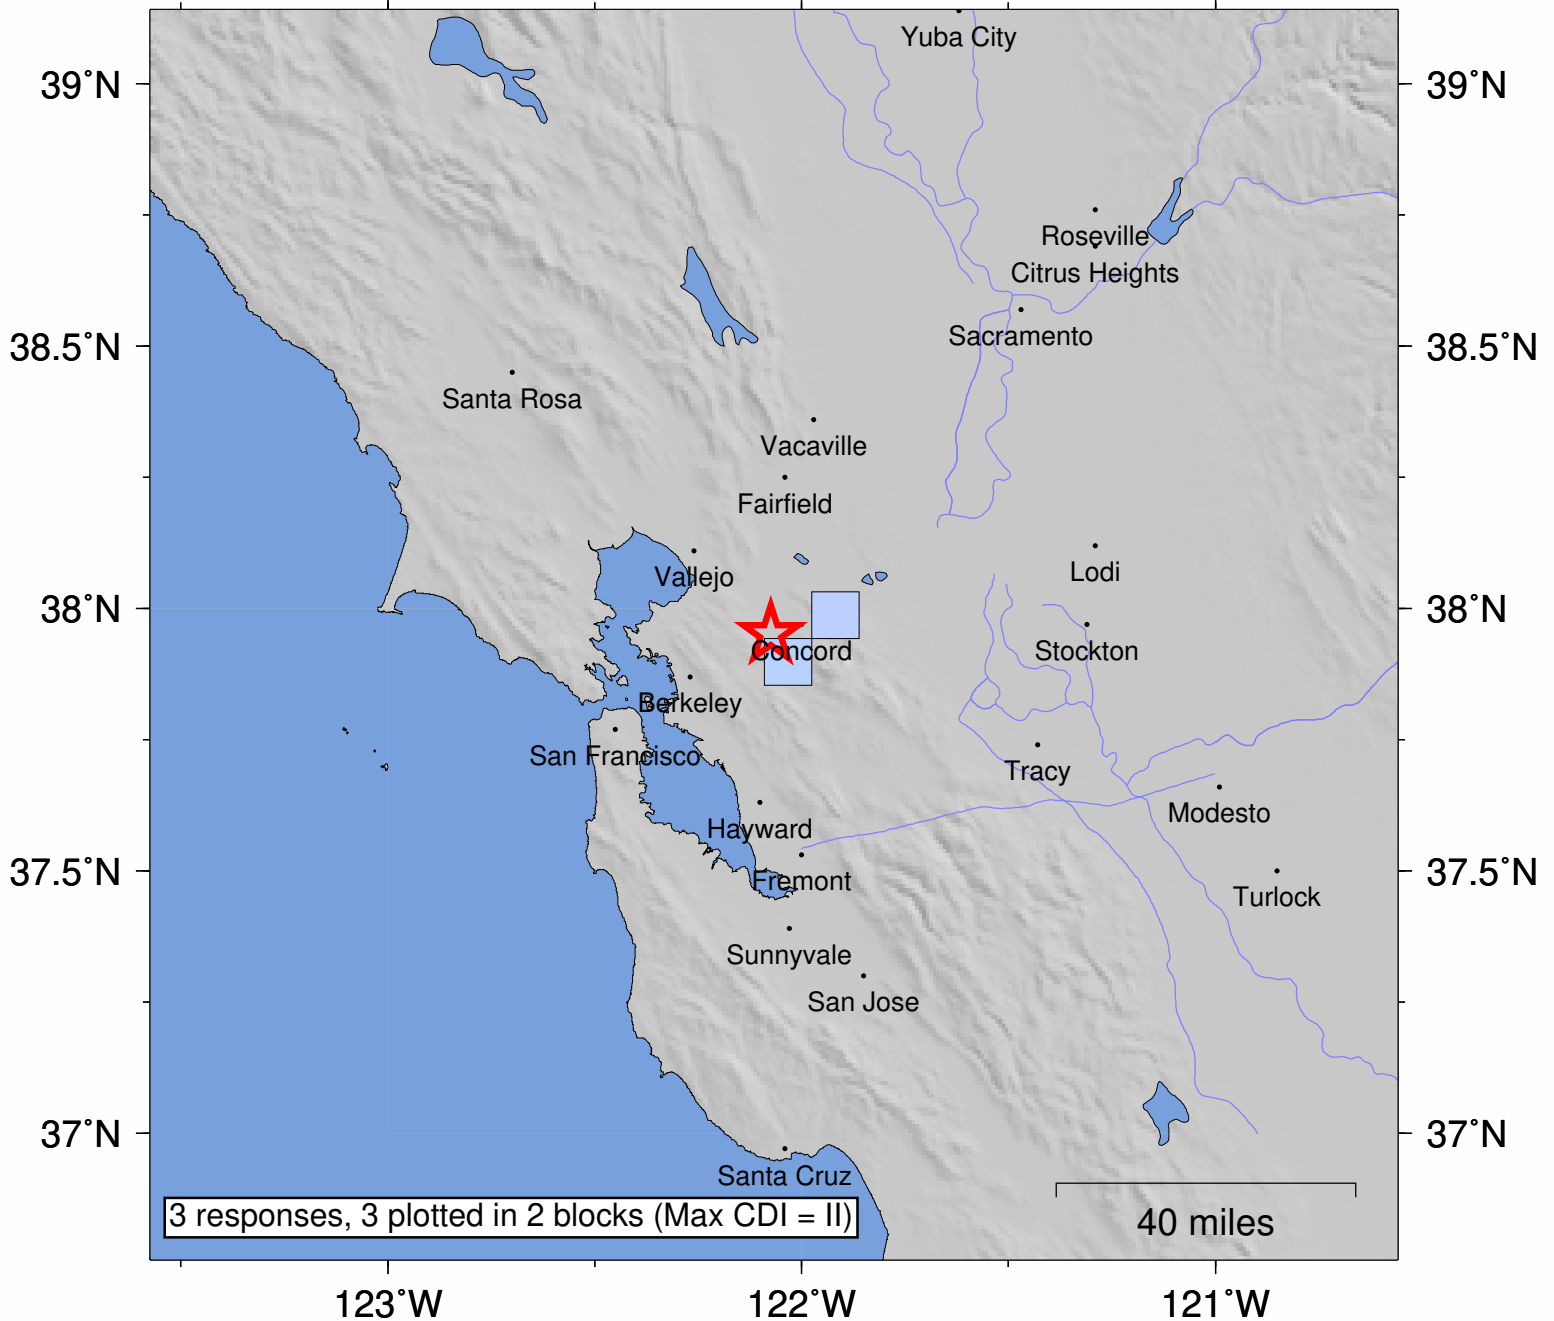 Yuba City
39°N
39°N
Roseville
Citrus Heights
Sacramento
38.5°N
38.5°N
Santa Rosa
Vacaville
Fairfield
Vallejo
Lodi
38°N
38°N
Concord
Stockton
Berkeley
San Francisco
Tracy
Modesto
Hayward
37.5°N
Fremont
37.5°N
Turlock
Sunnyvale
San Jose
37°N
37°N
Santa Cruz
3 responses, 3 plotted in 2 blocks (Max CDI = II)
40 miles
123°W
122°W
121°W